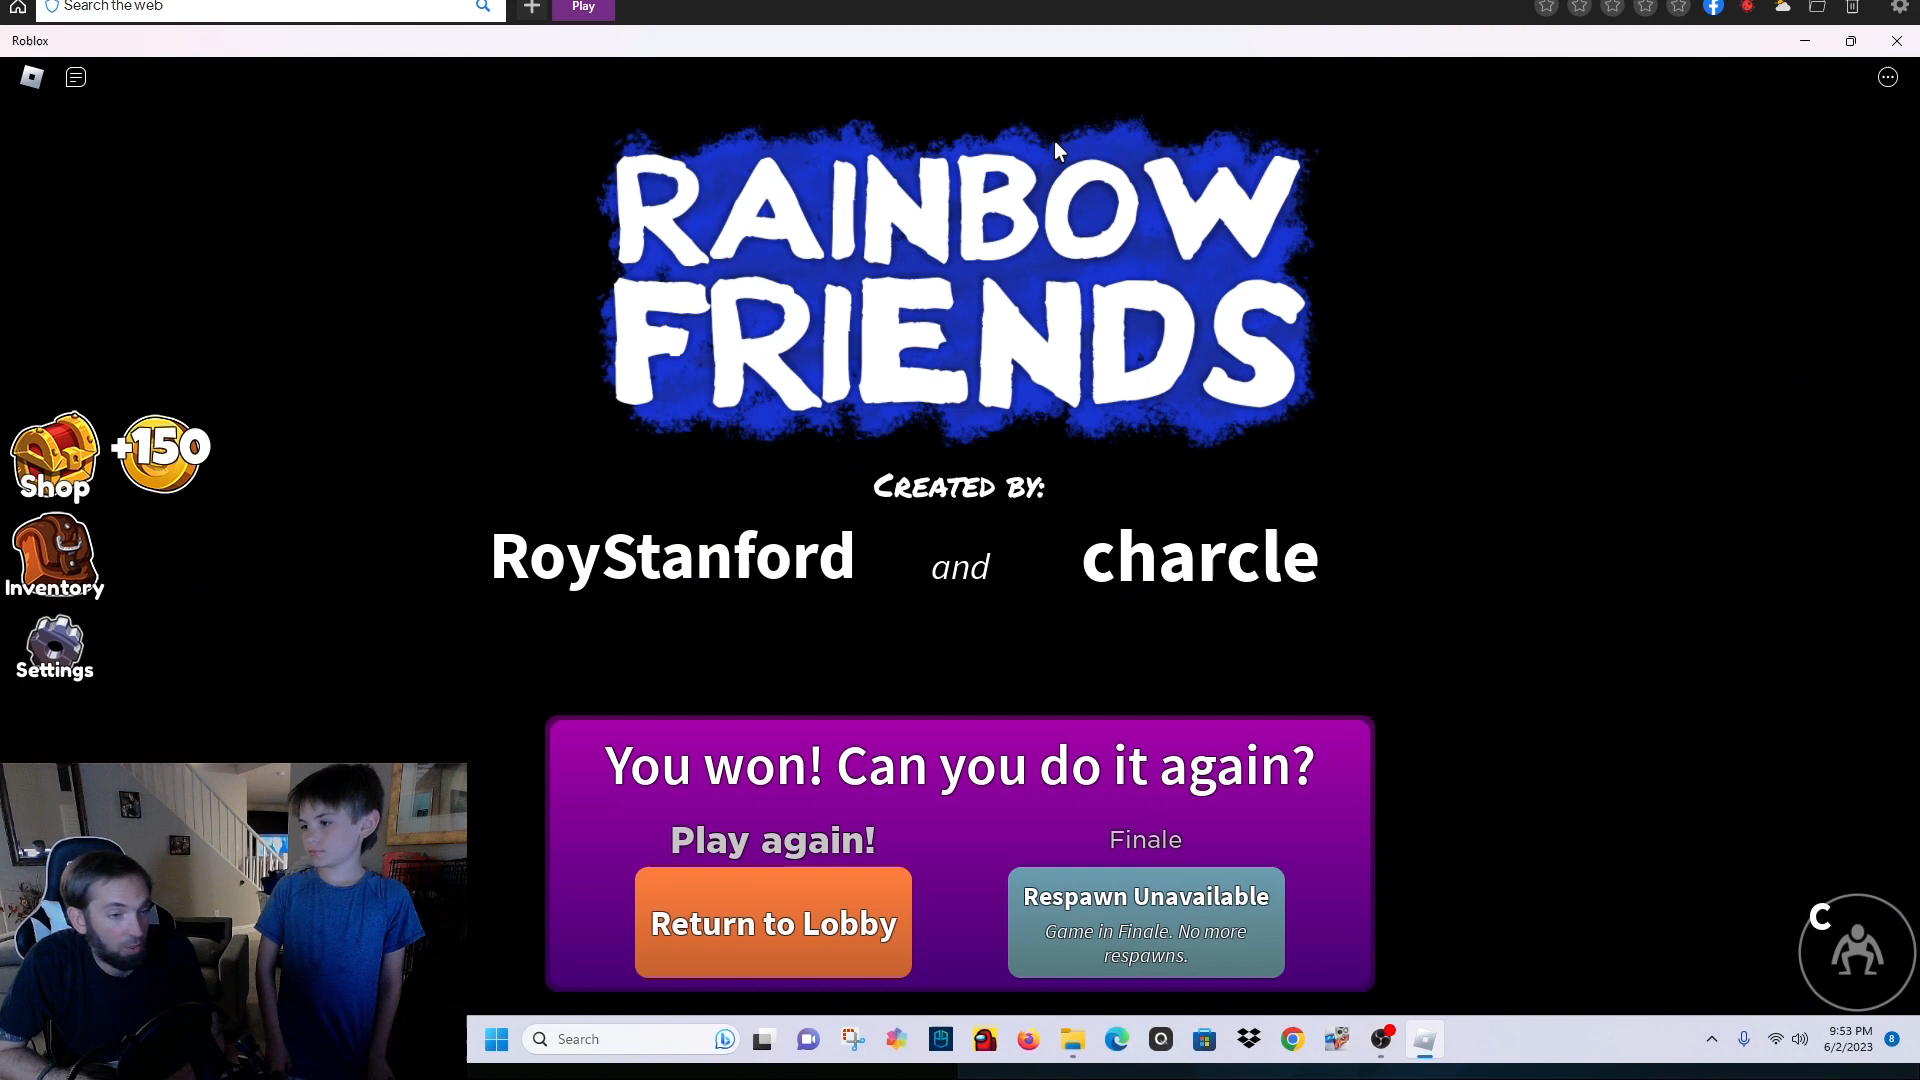 Search the web
Play
Roblox
RAINBOW
FRIENDS
+150
Shop
CREATED BY:
RoyStanford and charcle
Inventory
Settings
You won! Can you do it again?
Play again!
Finale
Return to Lobby
Respawn Unavailable
Game in Finale. No more
respawns.
C
Search
9:53 PM
6/2/2023
8